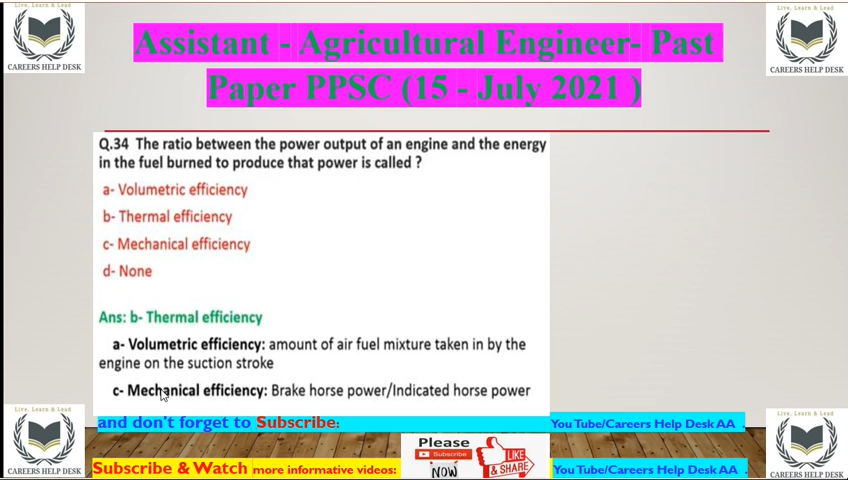 Live, Learn & Lead
CAREERS HELP DESK
Assistant - Agricultural Engineer- Past
Paper PPSC (15 - July 2021 )
Live, Learn & Lead
CAREERS HELP DESK
Q.34 The ratio between the power output of an engine and the energy
in the fuel burned to produce that power is called ?
a- Volumetric efficiency
b- Thermal efficiency
c- Mechanical efficiency
d- None
Ans: b- Thermal efficiency
a- Volumetric efficiency: amount of air fuel mixture taken in by the
engine on the suction stroke
c- Mechanical efficiency: Brake horse power/Indicated horse power
Live, Learn & Lead
CAREERS HELP DESK
and don't forget to Subscribe:
You Tube/Careers Help Desk AA .
Please
Subscribe
NOW
LIKE
& SHARE
Subscribe & Watch more informative videos:
You Tube/Careers Help Desk AA .
Live, Learn & Lead
CAREERS HELP DESK